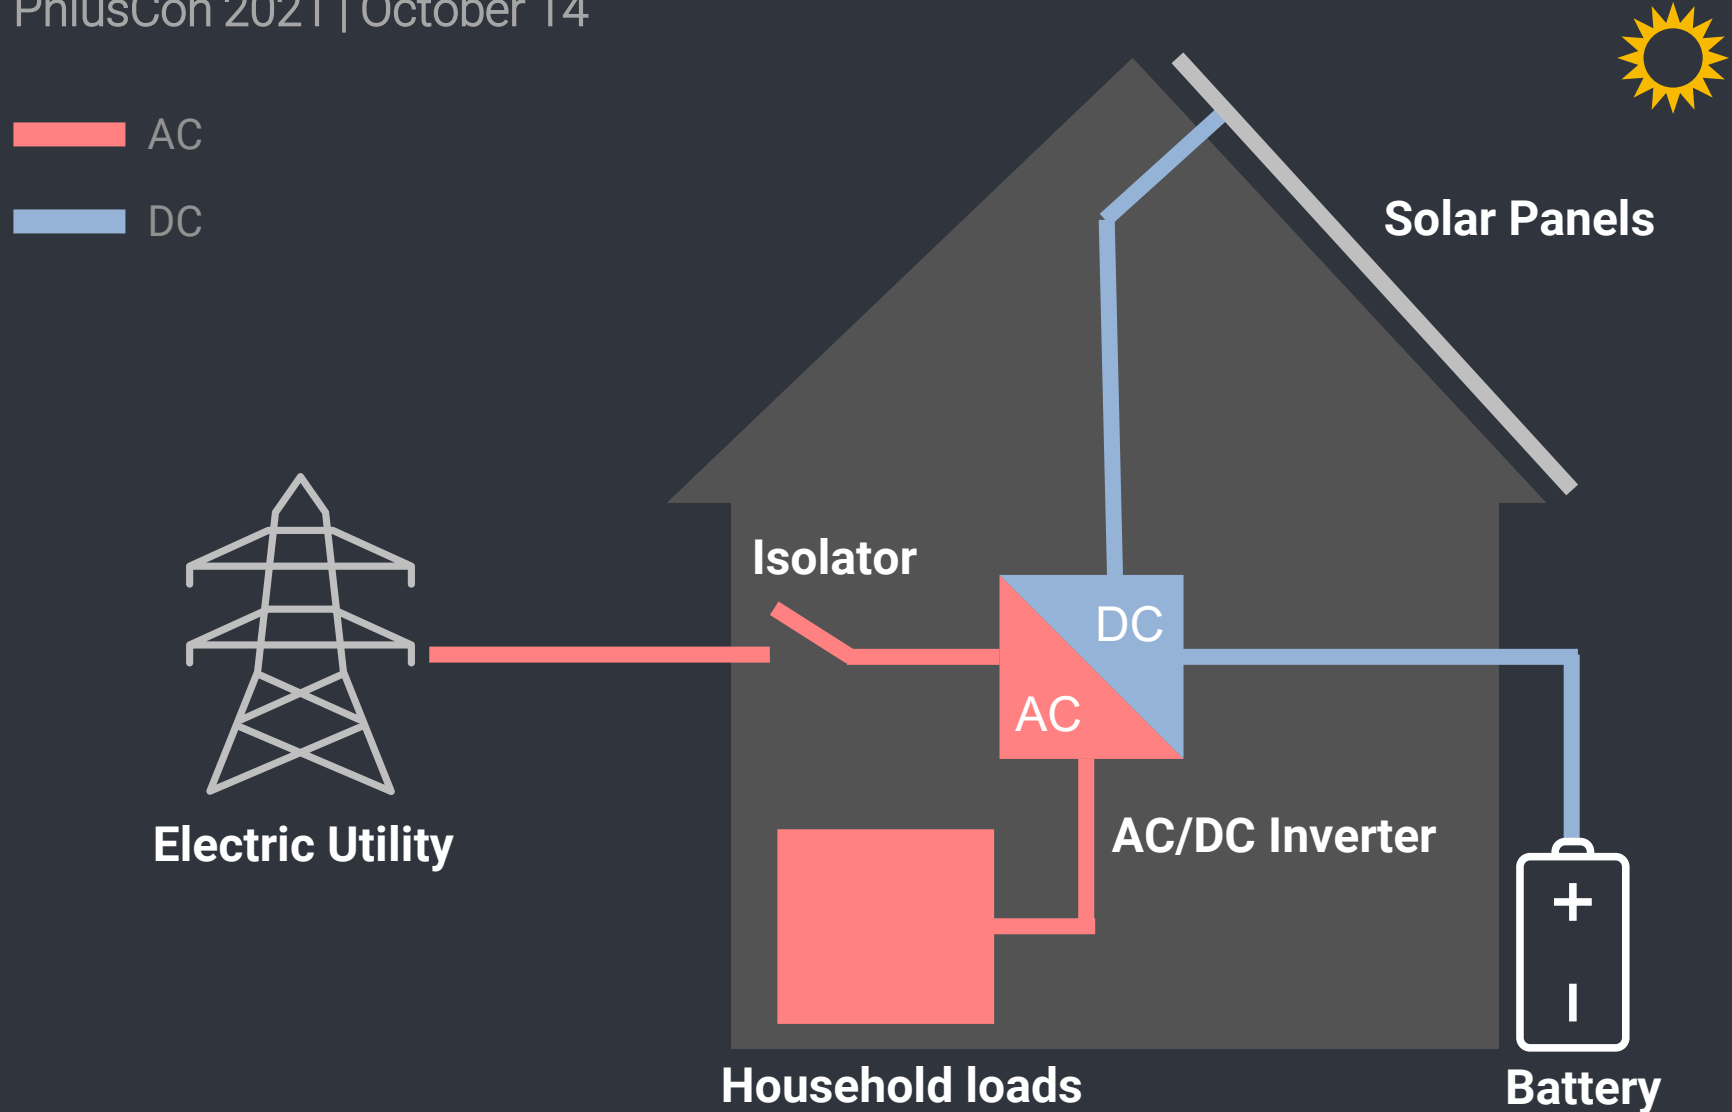 PhiusCon 2021 | October 14
AC
DC
Solar Panels
Isolator
DC
AC
Electric Utility
AC/DC Inverter
Household loads
Battery